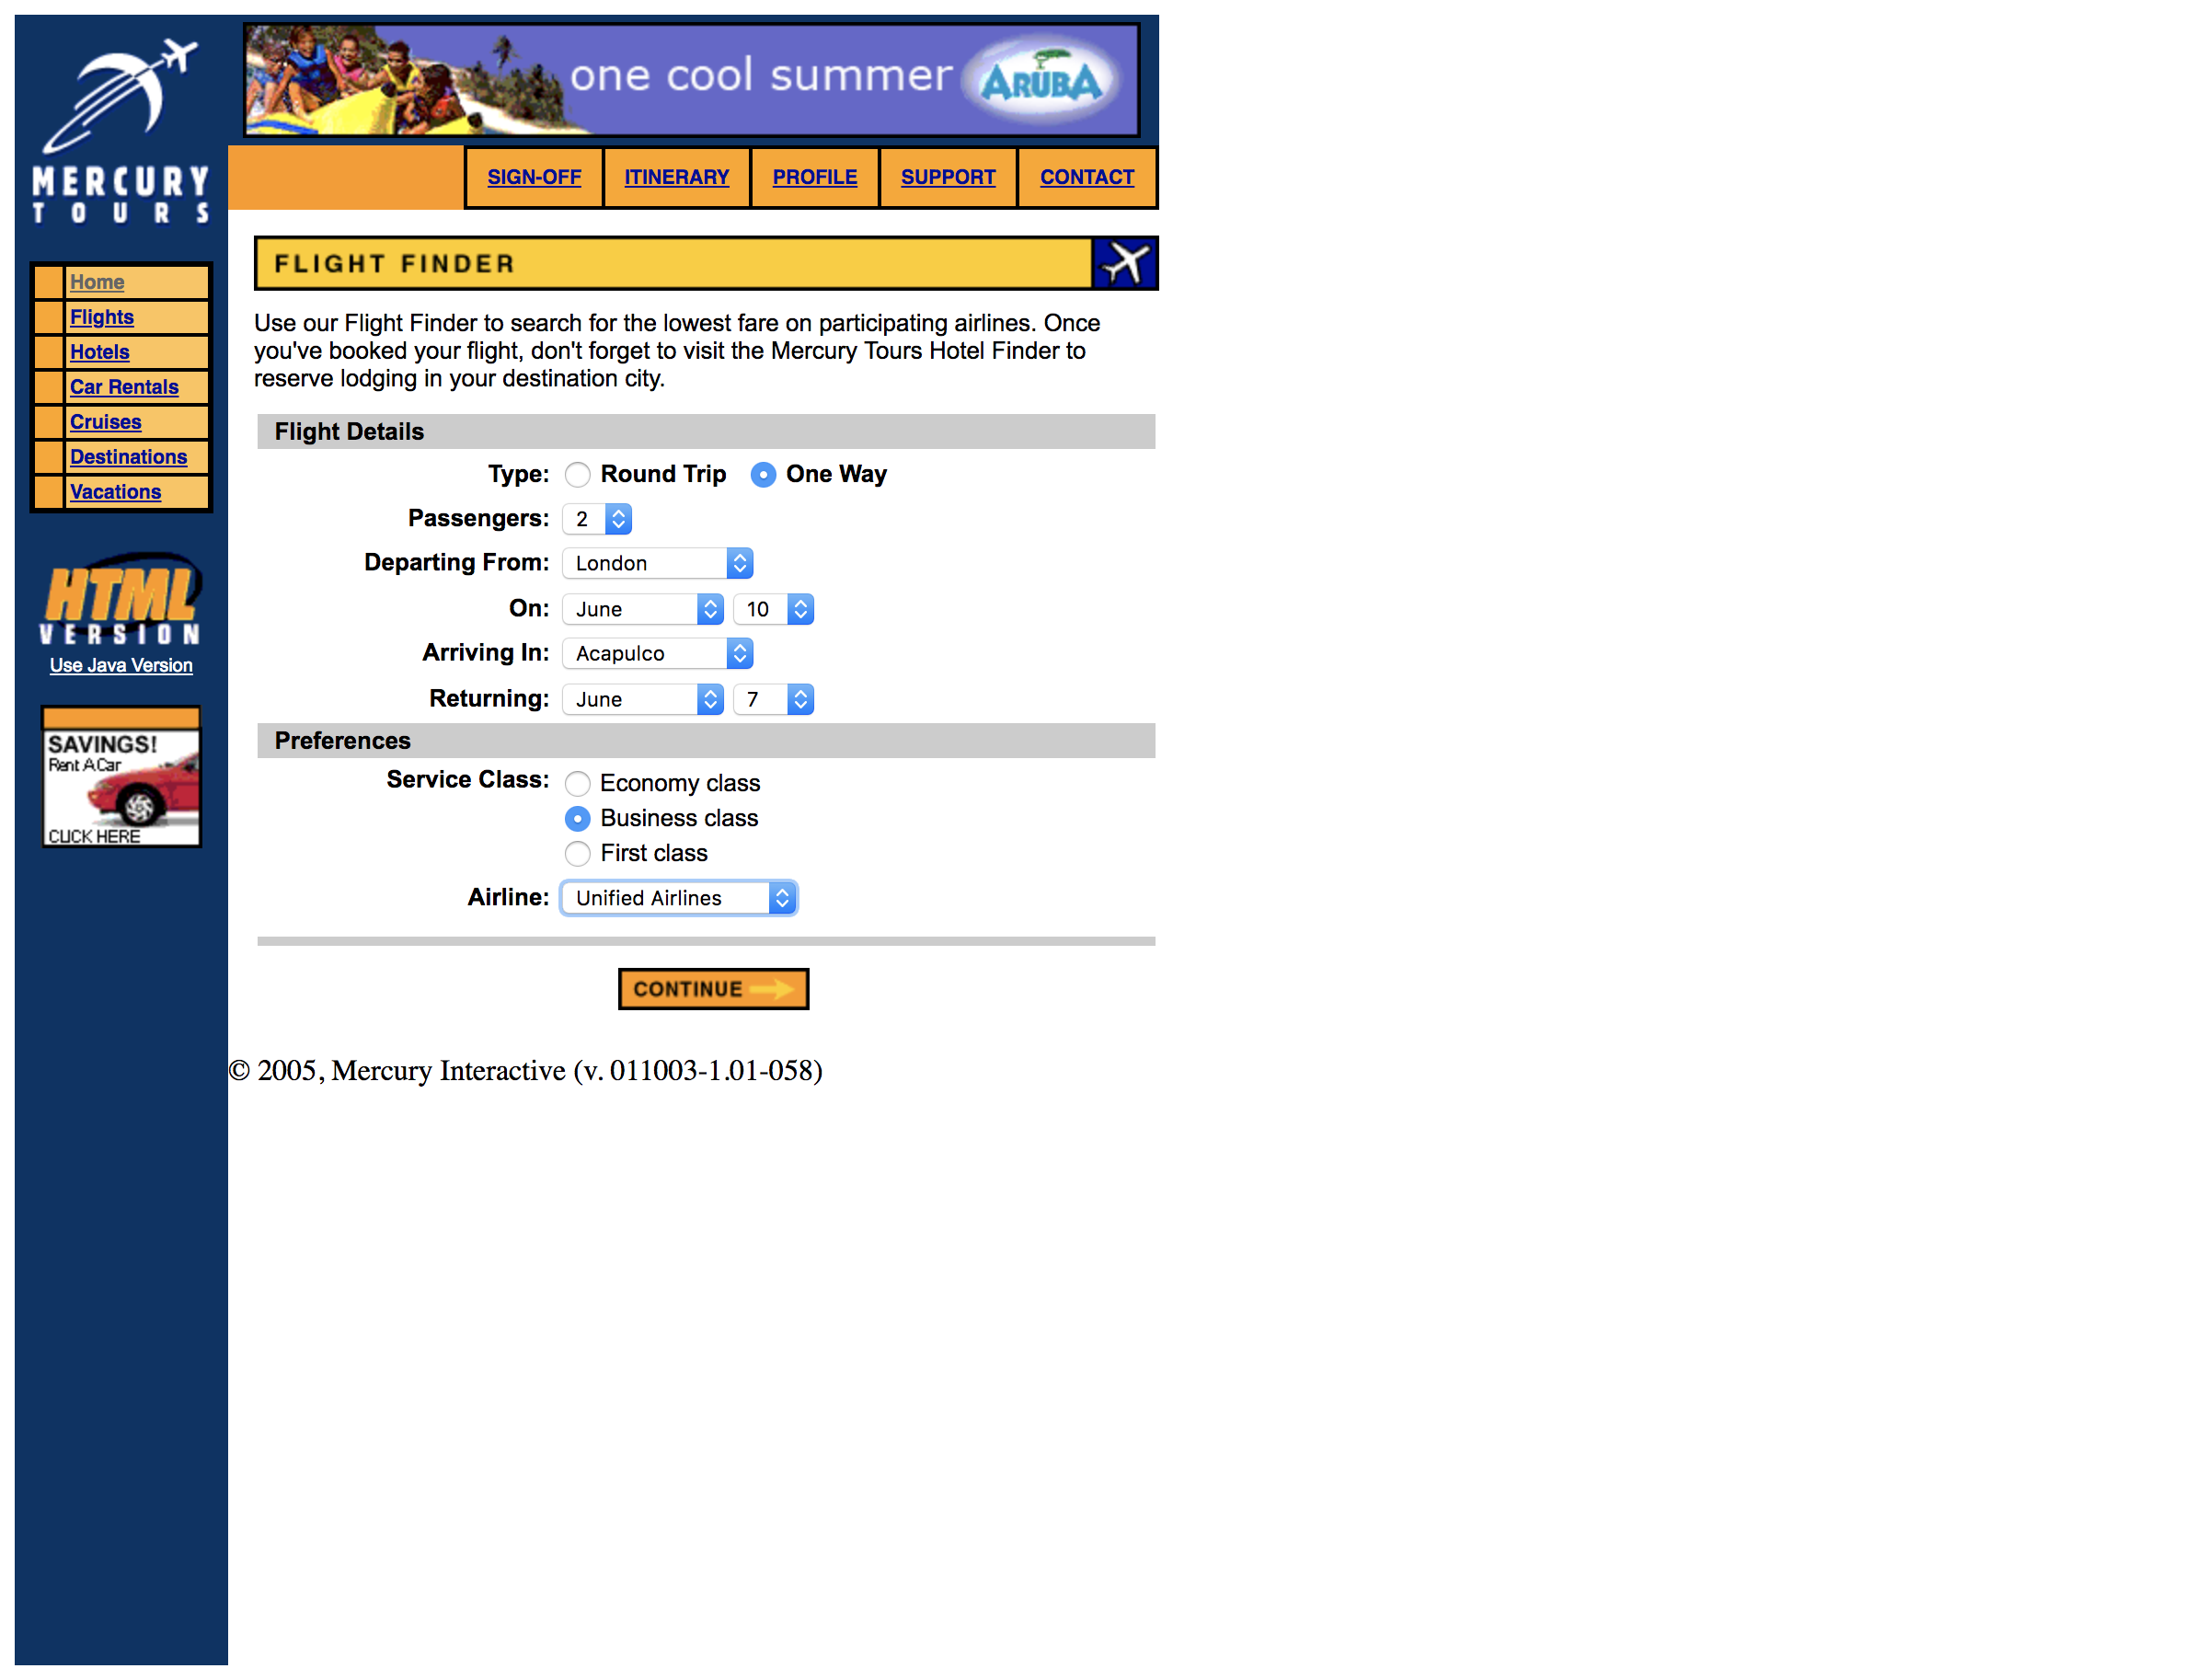 one cool summer ARUBA
MERCURY
TOURS
SIGN-OFF ITINERARY PROFILE SUPPORT CONTACT
Home
Flights
Hotels
Car Rentals
Cruises
Destinations
Vacations
HTML
VERSION
Use Java Version
SAVINGS!
Rent A Car
CLICK HERE
FLIGHT FINDER
Use our Flight Finder to search for the lowest fare on participating airlines. Once
you've booked your flight, don't forget to visit the Mercury Tours Hotel Finder to
reserve lodging in your destination city.
Flight Details
Type: Round Trip One Way
Passengers: 2
Departing From: London
On: June 10
Arriving In: Acapulco
Returning: June 7
Preferences
Service Class: Economy class
Business class
First class
Airline: Unified Airlines
CONTINUE
© 2005, Mercury Interactive (v. 011003-1.01-058)